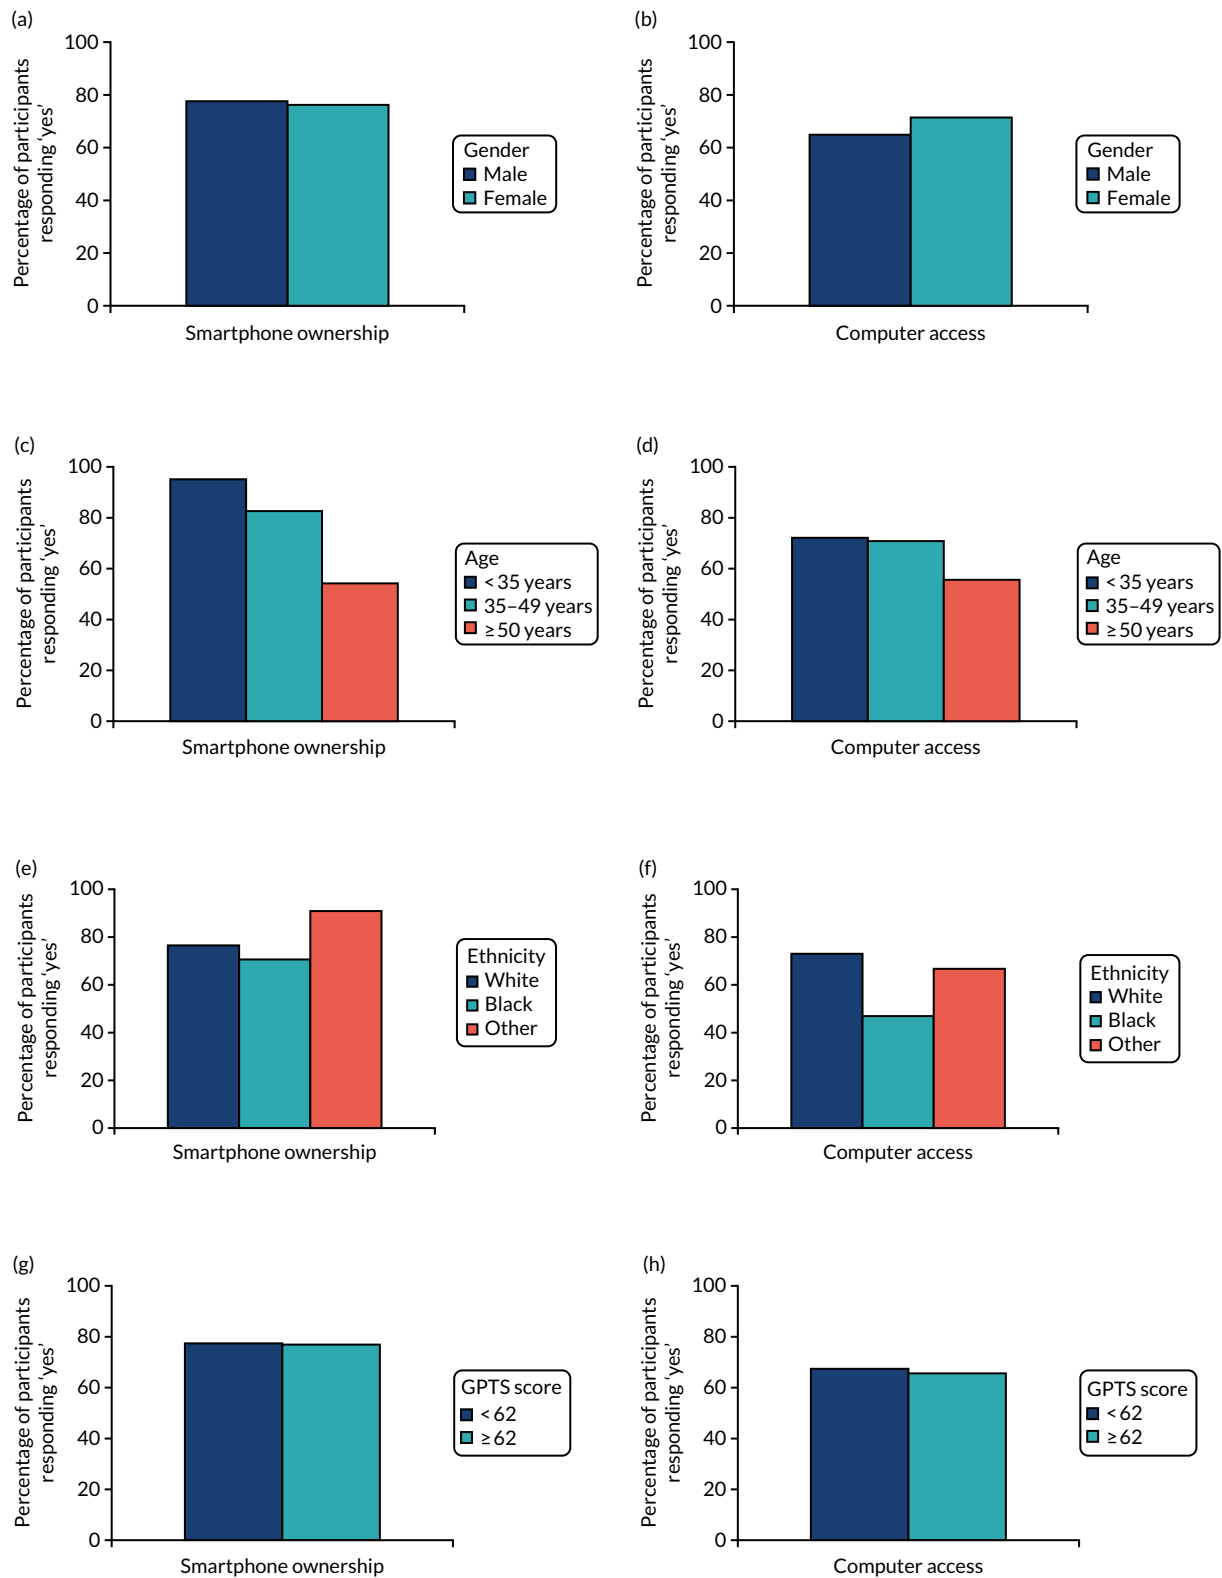 (a)
Percentage of participants
responding ‘yes’
100
80
60
40
20
0
Smartphone ownership
Gender
Male
Female
(b)
Percentage of participants
responding ‘yes’
100
80
60
40
20
0
Computer access
Gender
Male
Female
(c)
Percentage of participants
responding ‘yes’
100
80
60
40
20
0
Smartphone ownership
Age
< 35 years
35–49 years
≥ 50 years
(d)
Percentage of participants
responding ‘yes’
100
80
60
40
20
0
Computer access
Age
< 35 years
35–49 years
≥ 50 years
(e)
Percentage of participants
responding ‘yes’
100
80
60
40
20
0
Smartphone ownership
Ethnicity
White
Black
Other
(f)
Percentage of participants
responding ‘yes’
100
80
60
40
20
0
Computer access
Ethnicity
White
Black
Other
(g)
Percentage of participants
responding ‘yes’
100
80
60
40
20
0
Smartphone ownership
GPTS score
< 62
≥ 62
(h)
Percentage of participants
responding ‘yes’
100
80
60
40
20
0
Computer access
GPTS score
< 62
≥ 62